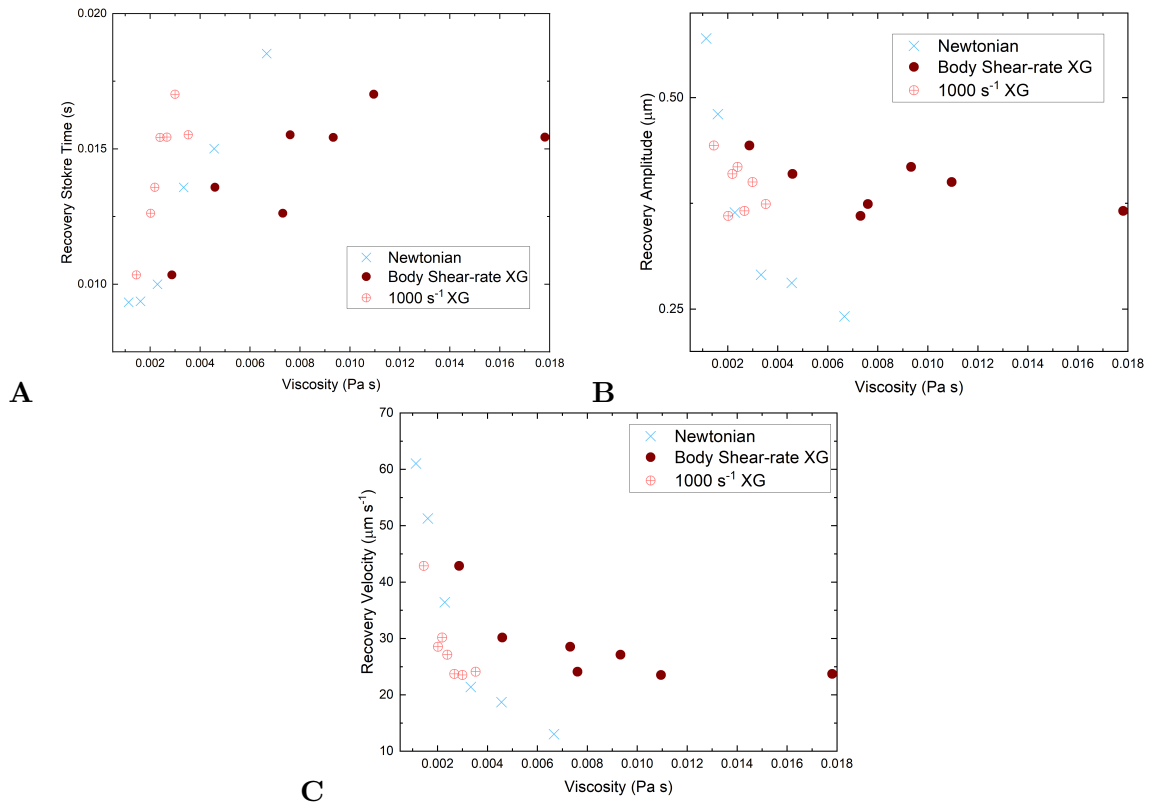 0.020
0.015
0.010
Recovery Stokre Time (s)
Newtonian
Body Shear-rate XG
1000 s⁻¹ XG
0.002 0.004 0.006 0.008 0.010 0.012 0.014 0.016 0.018
Viscosity (Pa s)
A
0.50
0.25
Recovery Amplitude (μm)
Newtonian
Body Shear-rate XG
1000 s⁻¹ XG
0.002 0.004 0.006 0.008 0.010 0.012 0.014 0.016 0.018
Viscosity (Pa s)
B
70
60
50
40
30
20
10
Recovery Velocity (μm s⁻¹)
Newtonian
Body Shear-rate XG
1000 s⁻¹ XG
0.002 0.004 0.006 0.008 0.010 0.012 0.014 0.016 0.018
Viscosity (Pa s)
C